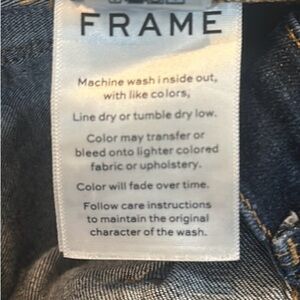 FRAME
Machine wash inside out,
with like colors,
Line dry or tumble dry low.
Color may transfer or
bleed onto lighter colored
fabric or upholstery.
Color will fade over time.
Follow care instructions
to maintain the original
character of the wash.